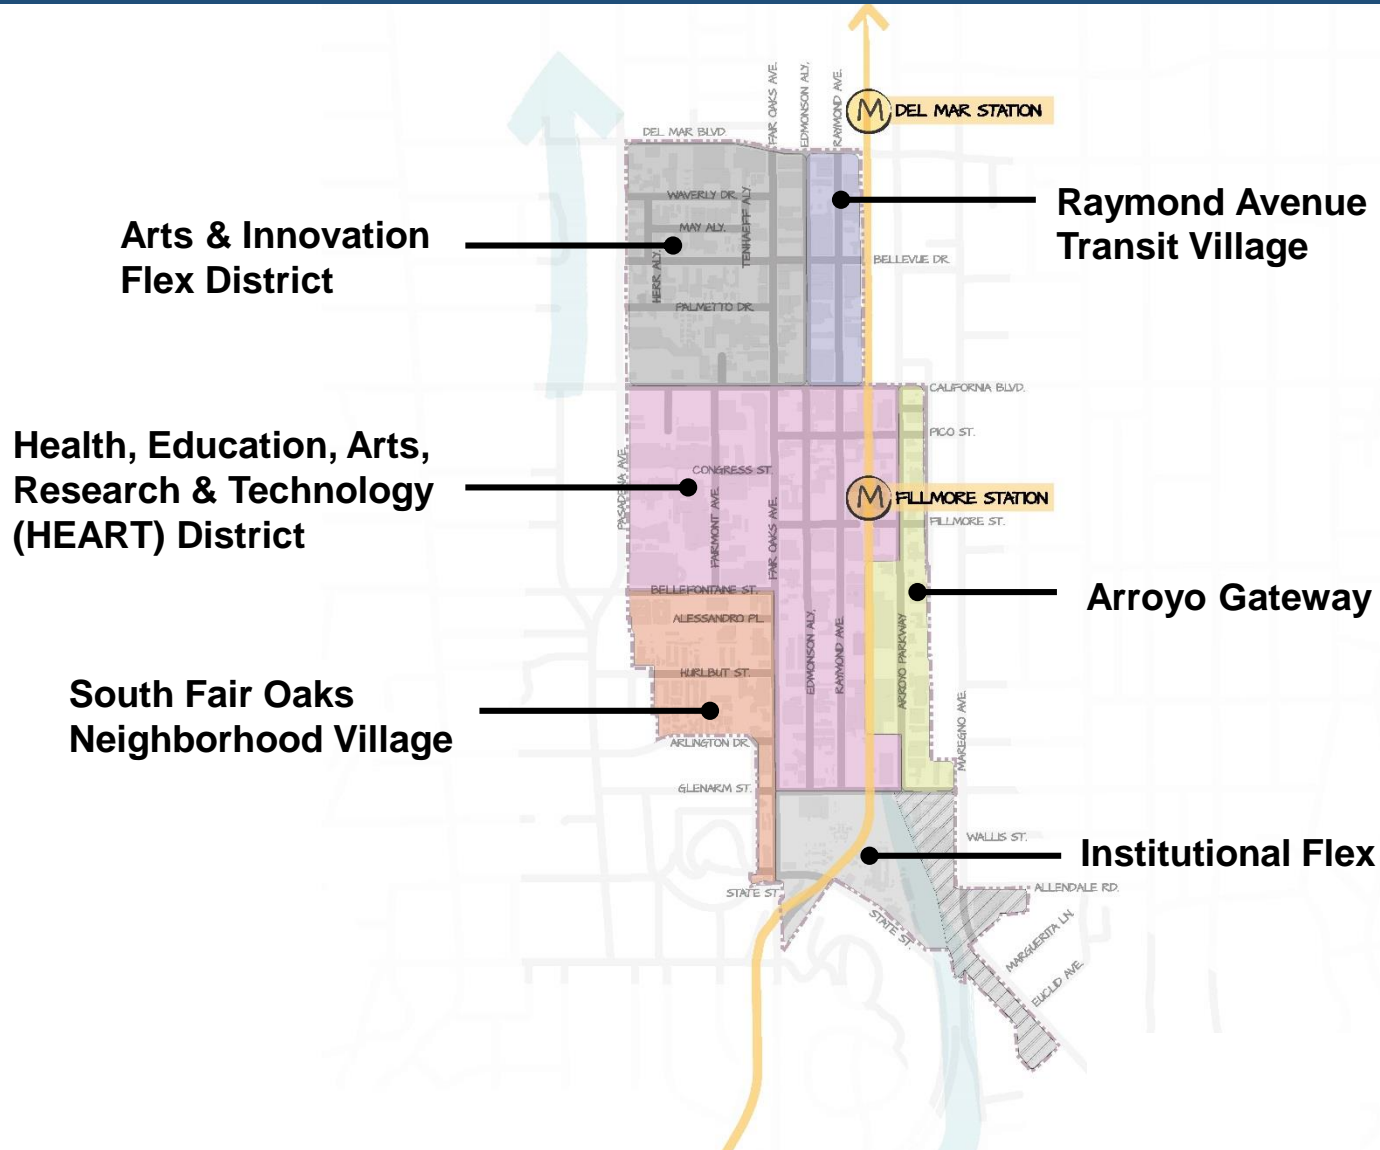 FAIR OAKS AVE.
EDMONSON ALY.
RAYMOND AVE.
DEL MAR STATION
DEL MAR BLVD.
WAVERLY DR.
MAY ALY.
TENHAEFF ALY.
HERR ALY.
BELLEVUE DR.
PALMETTO DR.
Arts & Innovation
Flex District
Raymond Avenue
Transit Village
CALIFORNIA BLVD.
PICO ST.
Health, Education, Arts,
Research & Technology
(HEART) District
PASADENA AVE.
CONGRESS ST.
FAIRMONT AVE.
FAIR OAKS AVE.
FILLMORE STATION
FILLMORE ST.
BELLEFONTAINE ST.
ALESSANDRO PL.
EDMONSON ALY.
RAYMOND AVE.
ARROYO PARKWAY
Arroyo Gateway
HURLBUT ST.
South Fair Oaks
Neighborhood Village
ARLINGTON DR.
MARENGO AVE.
GLENARM ST.
WALLIS ST.
Institutional Flex
STATE ST.
STATE ST.
ALLENDALE RD.
MARGUERITA LN.
EUCLID AVE.
M
M